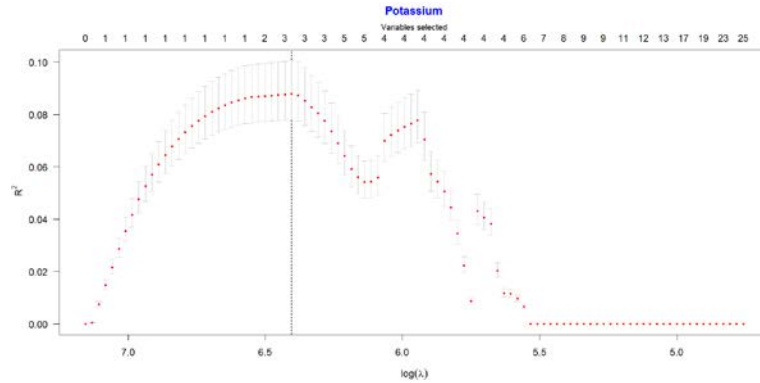 Potassium
Variables selected
0 1 1 1 1 1 1 1 1 2 3 3 3 5 5 4 4 4 4 4 4 4 6 7 8 9 9 11 12 13 17 19 23 25
0.10
0.08
0.06
0.04
0.02
0.00
R²
7.0 6.5 6.0 5.5 5.0
log(λ)